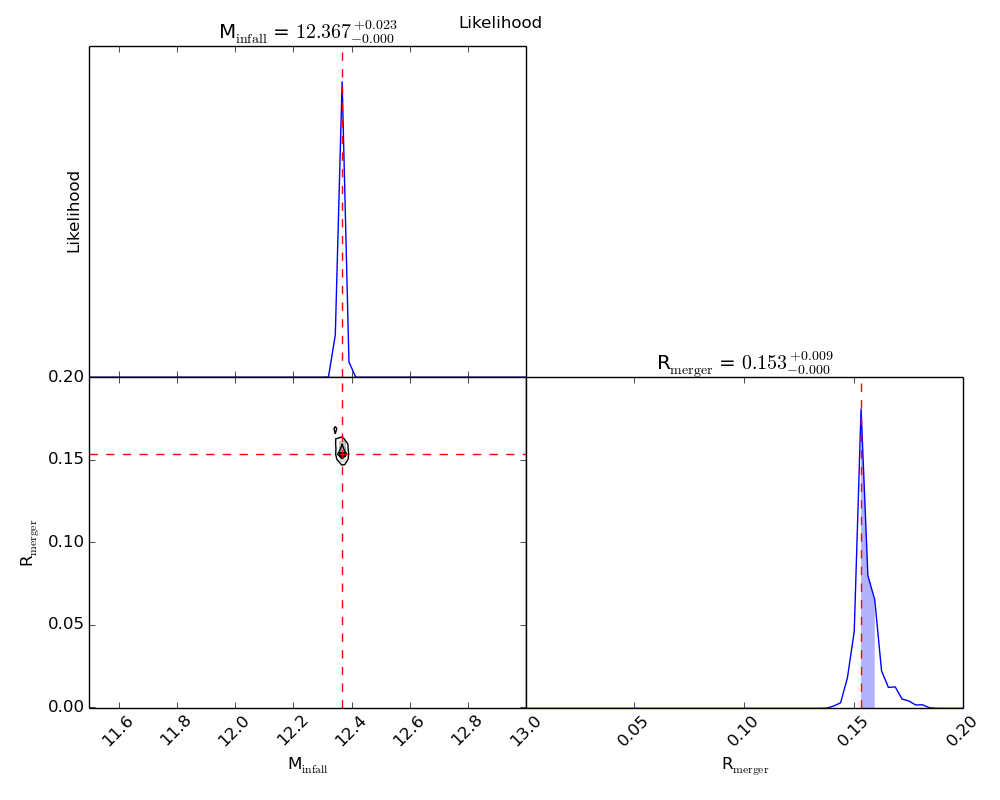 Likelihood
M_infall = 12.367^{+0.023}_{-0.000}
Likelihood
0.20
R_merger = 0.153^{+0.009}_{-0.000}
0.15
0.10
0.05
0.00
R_merger
11.6 11.8 12.0 12.2 12.4 12.6 12.8 13.0 0.05 0.10 0.15 0.20
M_infall R_merger